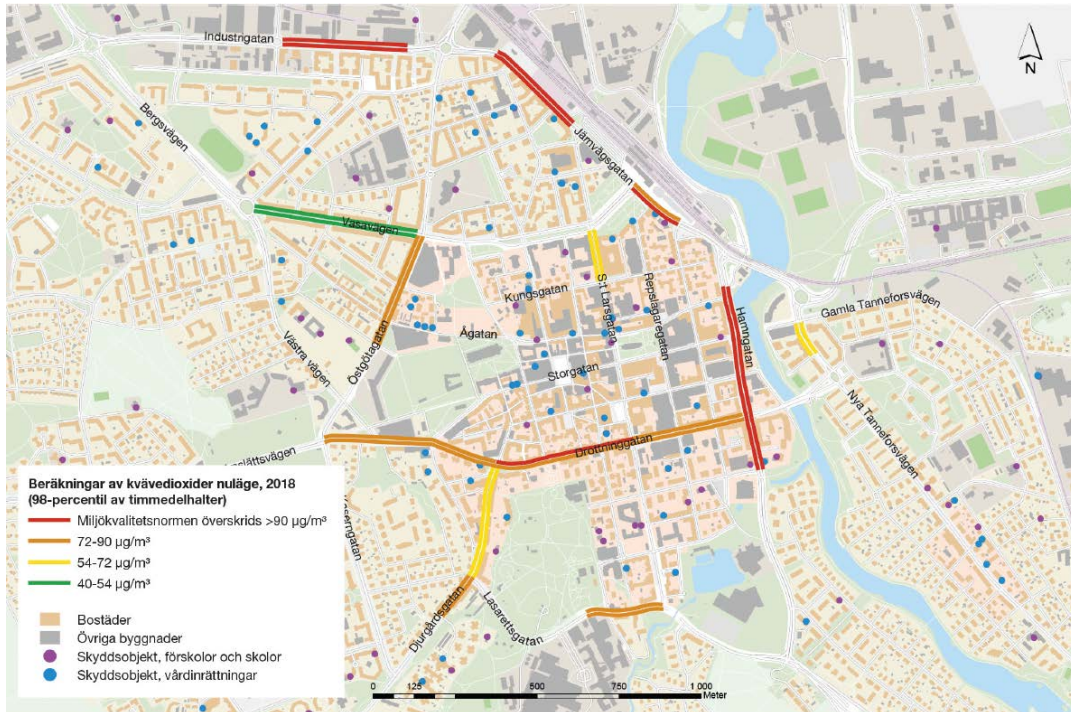 Industrigatan
N
Bergsvägen
Järnvägsgatan
Vasavägen
Kungsgatan
S:t Larsgatan
Repslagaregatan
Hamngatan
Gamla Tanneforsvägen
Ågatan
Östgötagatan
Västra vägen
Storgatan
Nya Tanneforsvägen
Drottninggatan
Djurgårdsgatan
Lasarettsgatan
Beräkningar av kvävedioxider nuläge, 2018
(98-percentil av timmedelhalter)
Miljökvalitetsnormen överskrids >90 µg/m³
72-90 µg/m³
54-72 µg/m³
40-54 µg/m³
Bostäder
Övriga byggnader
Skyddsobjekt, förskolor och skolor
Skyddsobjekt, vårdinrättningar
0 125 500 750 1 000
Meter